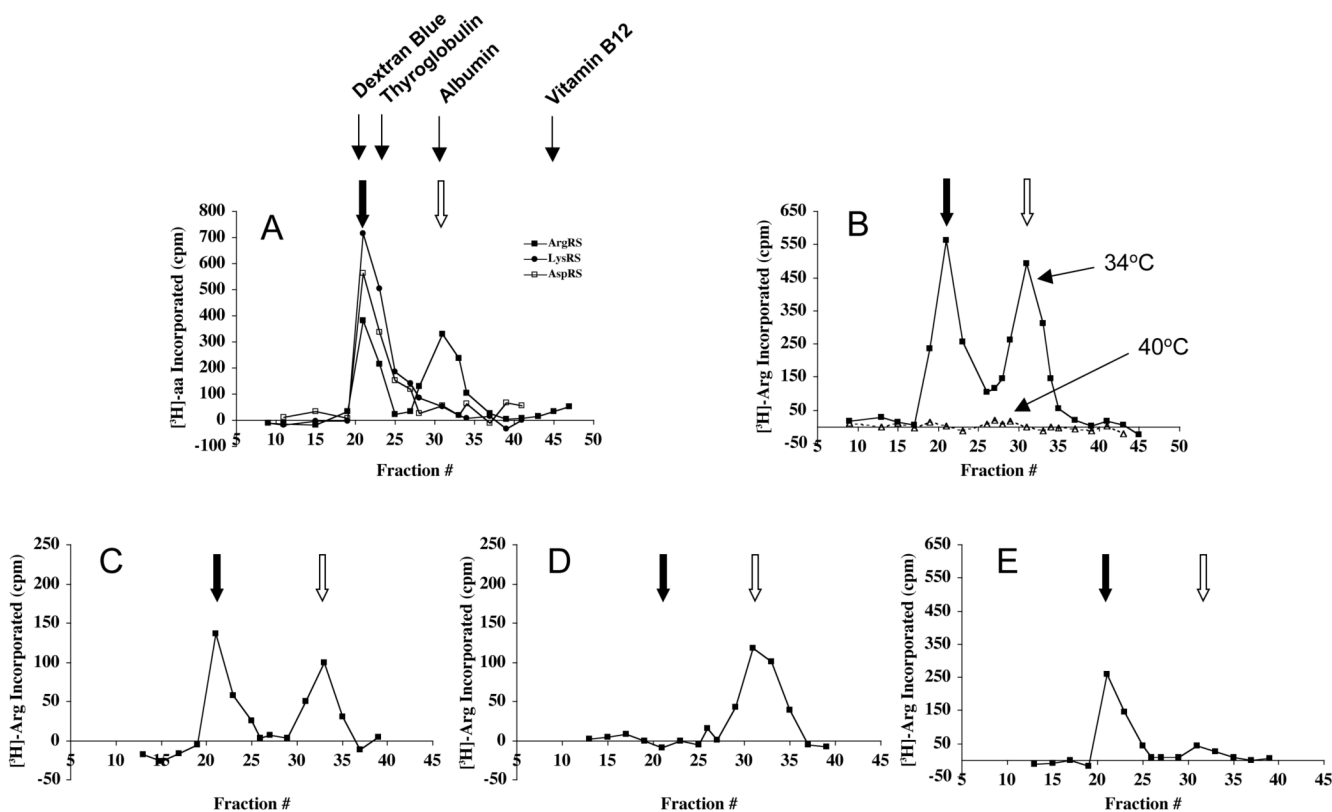 Dextran Blue
Thyroglobulin
Albumin
Vitamin B12
A
[³H]-aa Incorporated (cpm)
800
700
600
500
400
300
200
100
0
-100
5 10 15 20 25 30 35 40 45 50
Fraction #
ArgRS
LysRS
AspRS
B
[³H]-Arg Incorporated (cpm)
650
550
450
350
250
150
50
-50
5 10 15 20 25 30 35 40 45 50
Fraction #
34°C
40°C
C
[³H]-Arg Incorporated (cpm)
250
200
150
100
50
0
-50
5 10 15 20 25 30 35 40 45
Fraction #
D
[³H]-Arg Incorporated (cpm)
250
200
150
100
50
0
-50
5 10 15 20 25 30 35 40 45
Fraction #
E
[³H]-Arg Incorporated (cpm)
650
550
450
350
250
150
50
-50
5 10 15 20 25 30 35 40 45
Fraction #